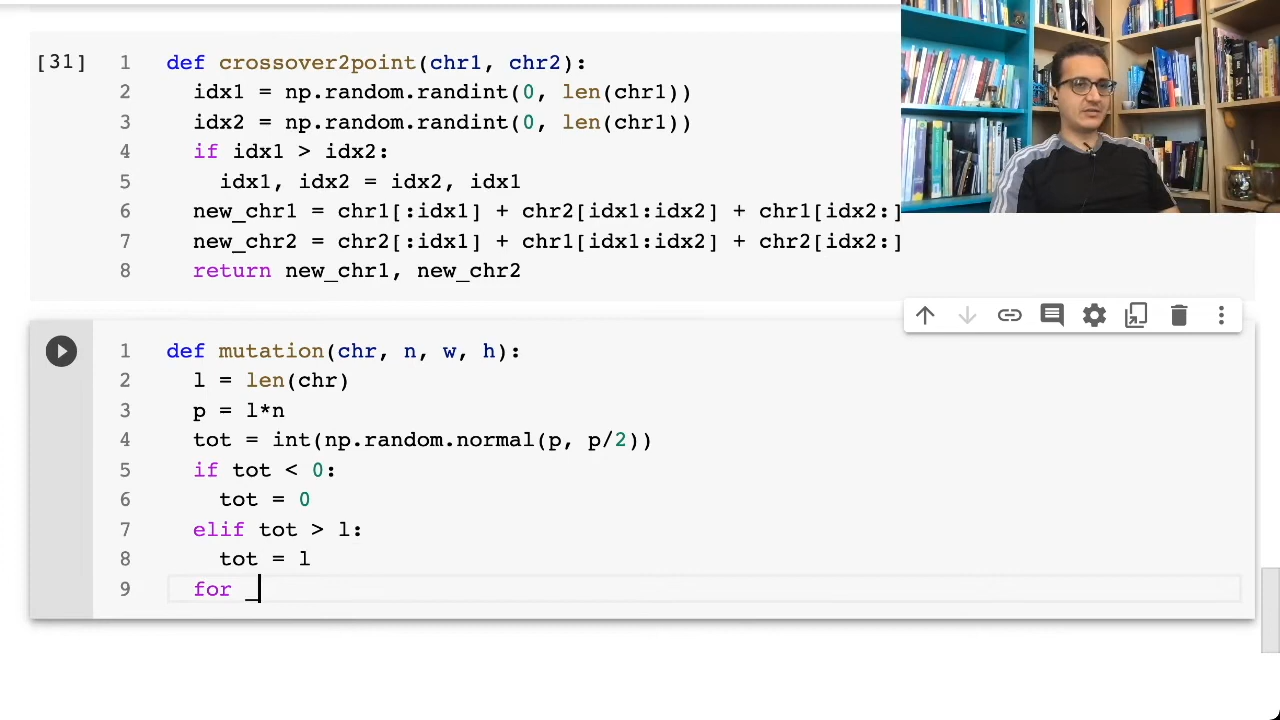 [31]
1 def crossover2point(chr1, chr2):
2 idx1 = np.random.randint(0, len(chr1))
3 idx2 = np.random.randint(0, len(chr1))
4 if idx1 > idx2:
5 idx1, idx2 = idx2, idx1
6 new_chr1 = chr1[:idx1] + chr2[idx1:idx2] + chr1[idx2:]
7 new_chr2 = chr2[:idx1] + chr1[idx1:idx2] + chr2[idx2:]
8 return new_chr1, new_chr2
1 def mutation(chr, n, w, h):
2 l = len(chr)
3 p = l*n
4 tot = int(np.random.normal(p, p/2))
5 if tot < 0:
6 tot = 0
7 elif tot > l:
8 tot = l
9 for _